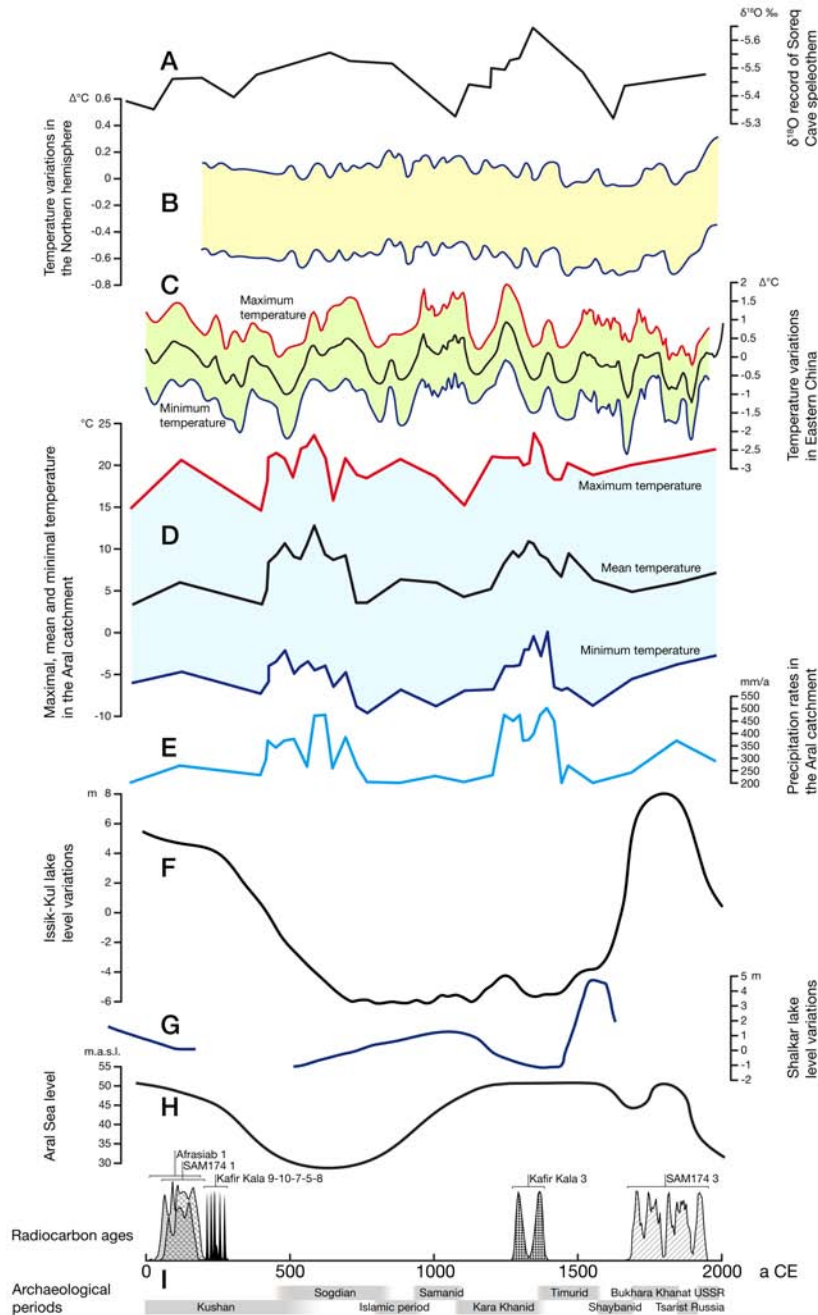 δ¹⁸O ‰
A
-5.6
-5.5
-5.4
-5.3
δ¹⁸O record of Soreq
Cave speleothem
Δ°C
0.6
0.4
0.2
0
-0.2
-0.4
-0.6
-0.8
Temperature variations in
the Northern hemisphere
B
C
Maximum
temperature
Minimum
temperature
Δ°C
2
1.5
1
0.5
0
-0.5
-1
-1.5
-2
-2.5
-3
Temperature variations
in Eastern China
°C
25
20
15
10
5
0
-5
-10
Maximal, mean and minimal temperature
in the Aral catchment
D
Maximum temperature
Mean temperature
Minimum temperature
E
mm/a
550
500
450
400
350
300
250
200
Precipitation rates in
the Aral catchment
m
8
6
4
2
0
-2
-4
-6
Issik-Kul lake
level variations
F
G
5 m
4
3
2
1
0
-1
-2
Shalkar lake
level variations
m.a.s.l.
55
50
45
40
35
30
Aral Sea level
H
Afrasiab 1
SAM174 1
Kafir Kala 9-10-7-5-8
Kafir Kala 3
SAM174 3
Radiocarbon ages
0 500 1000 1500 2000 a CE
I
Archaeological
periods
Sogdian Samanid Timurid Bukhara Khanat USSR
Kushan Islamic period Kara Khanid Shaybanid Tsarist Russia